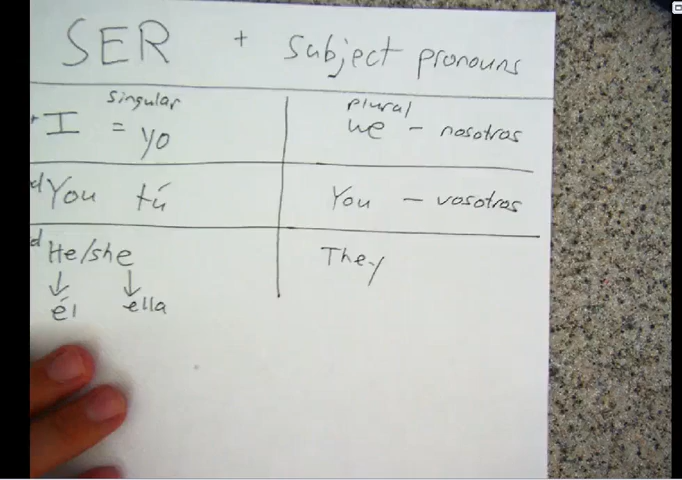 SER + subject pronouns
singular plural
I = yo we - nosotros
d You tú You - vosotros
d He/she They
él ella